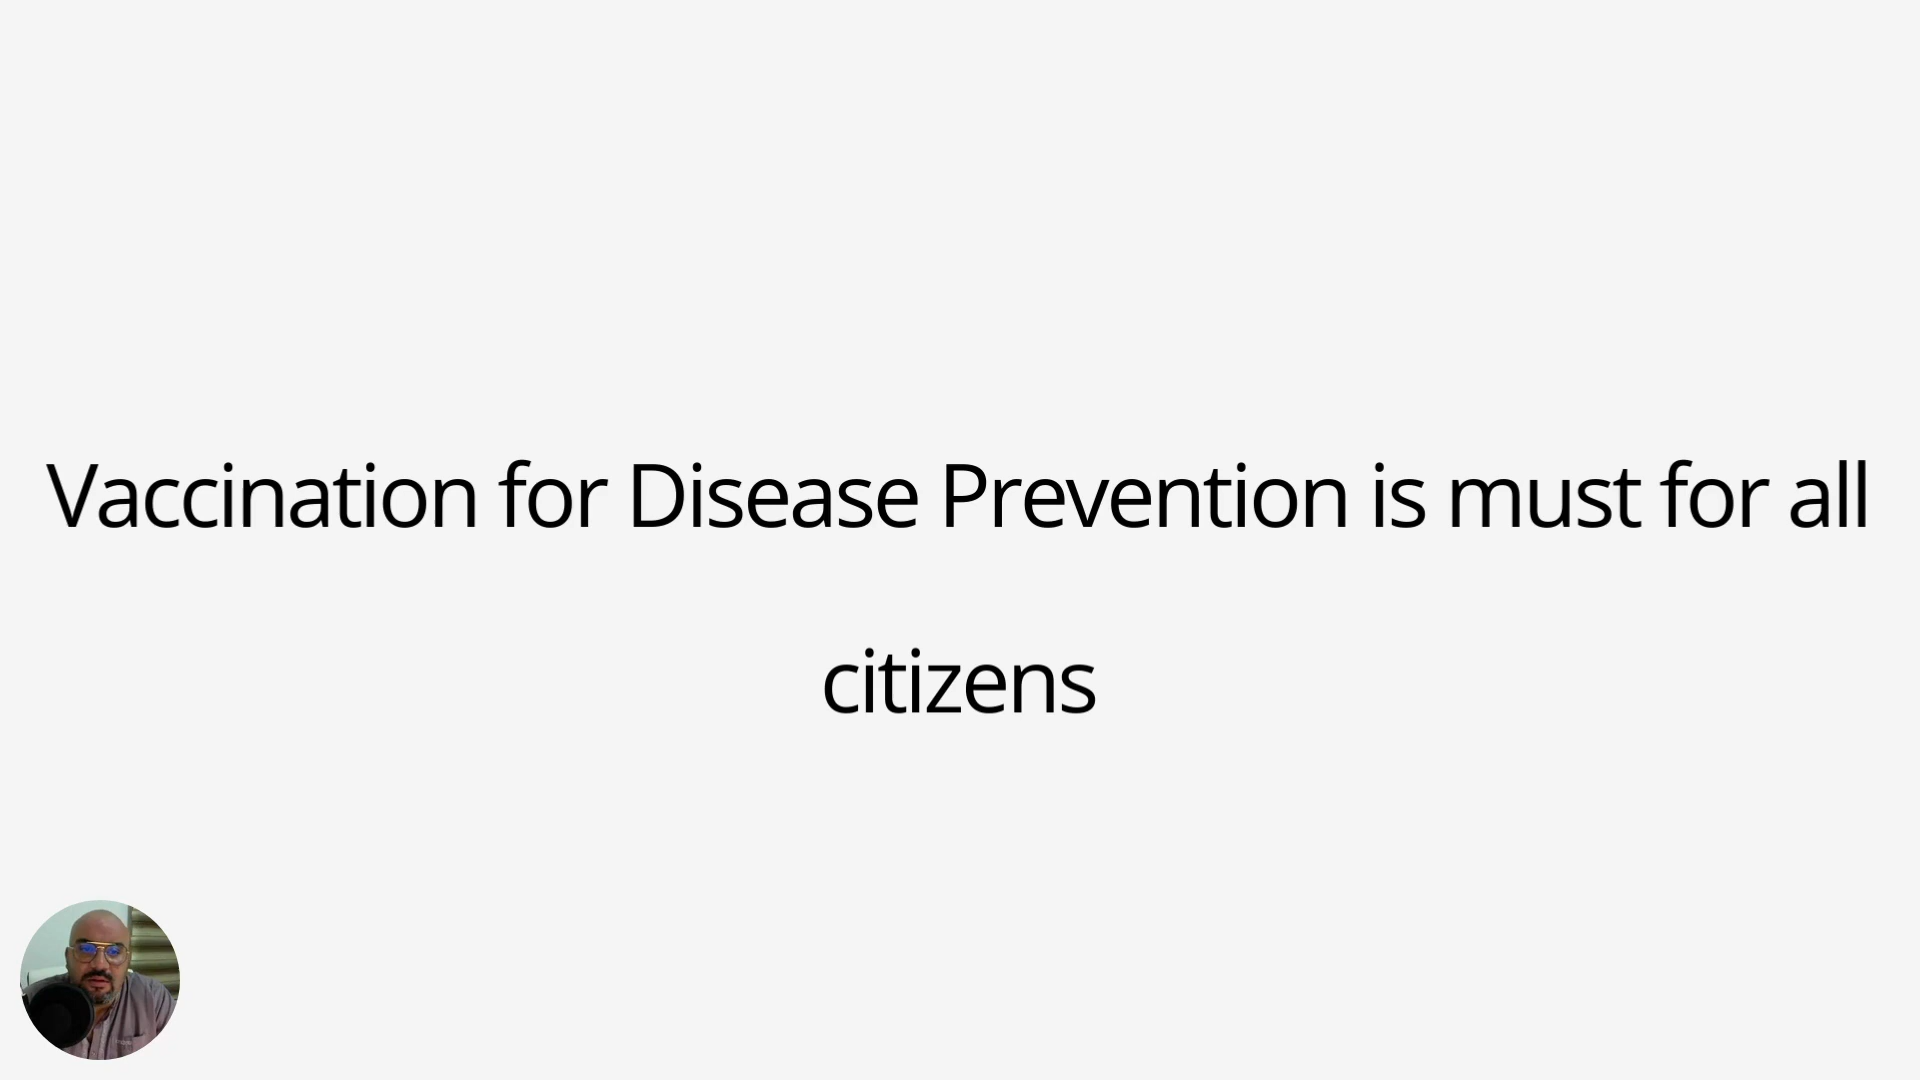 Vaccination for Disease Prevention is must for all
citizens